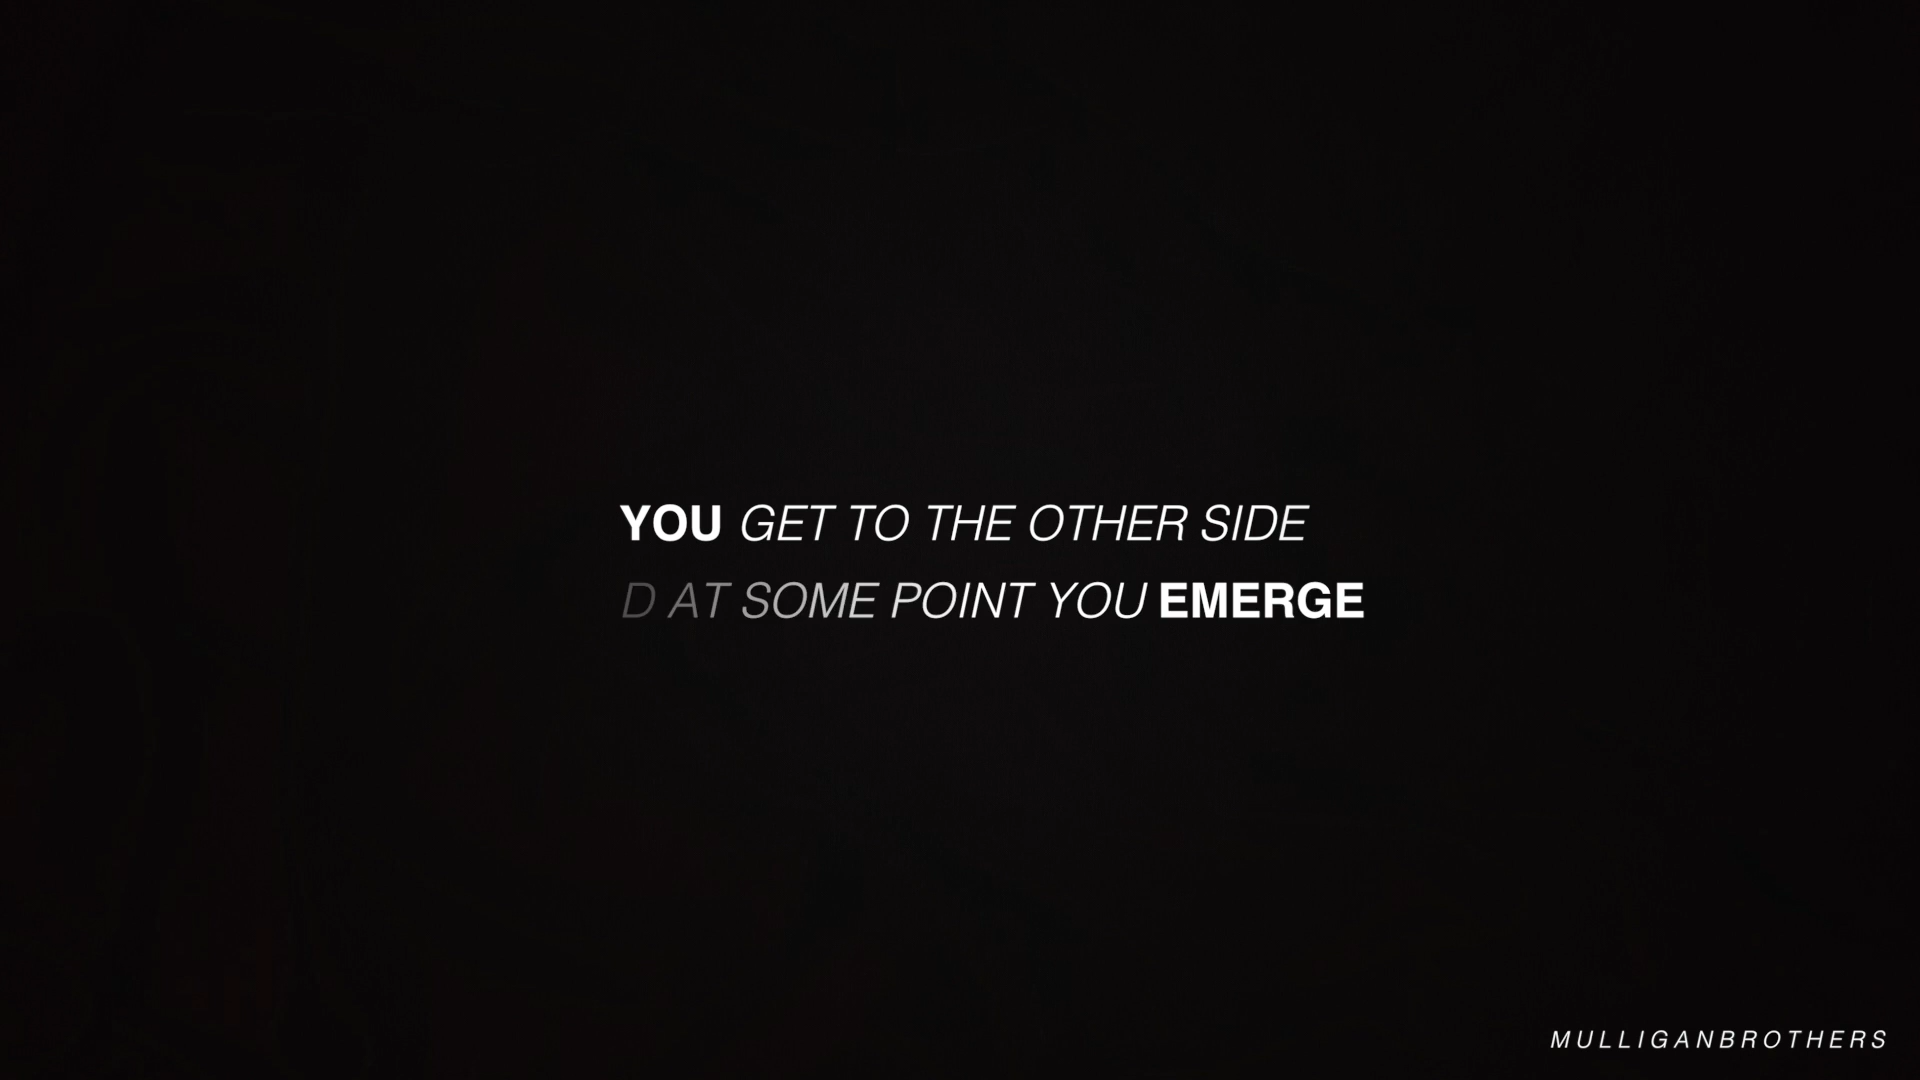 YOU GET TO THE OTHER SIDE
D AT SOME POINT YOU EMERGE
MULLIGANBROTHERS